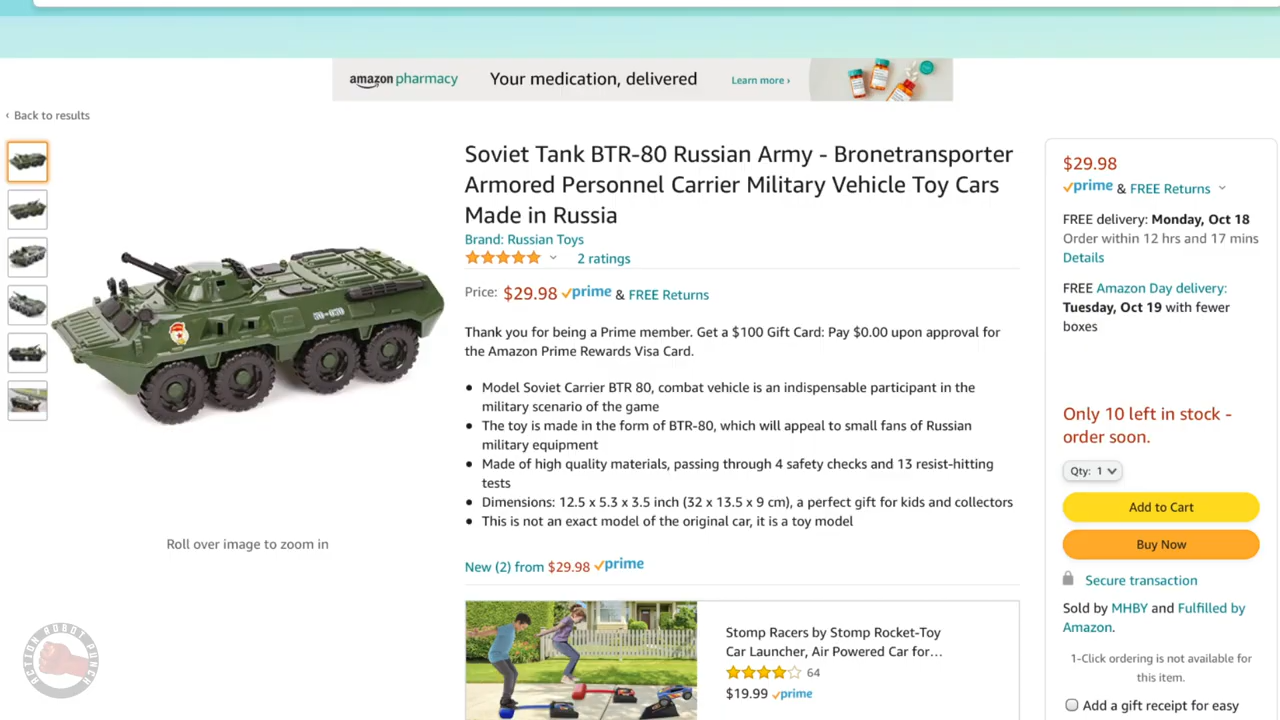 amazon pharmacy
Your medication, delivered
Learn more ›
‹ Back to results
Soviet Tank BTR-80 Russian Army - Bronetransporter
Armored Personnel Carrier Military Vehicle Toy Cars
Made in Russia
Brand: Russian Toys
2 ratings
Price: $29.98 prime & FREE Returns
Thank you for being a Prime member. Get a $100 Gift Card: Pay $0.00 upon approval for
the Amazon Prime Rewards Visa Card.
● Model Soviet Carrier BTR 80, combat vehicle is an indispensable participant in the
military scenario of the game
● The toy is made in the form of BTR-80, which will appeal to small fans of Russian
military equipment
● Made of high quality materials, passing through 4 safety checks and 13 resist-hitting
tests
● Dimensions: 12.5 x 5.3 x 3.5 inch (32 x 13.5 x 9 cm), a perfect gift for kids and collectors
● This is not an exact model of the original car, it is a toy model
Roll over image to zoom in
New (2) from $29.98 prime
Stomp Racers by Stomp Rocket-Toy
Car Launcher, Air Powered Car for…
64
$19.99 prime
$29.98
prime & FREE Returns
FREE delivery: Monday, Oct 18
Order within 12 hrs and 17 mins
Details
FREE Amazon Day delivery:
Tuesday, Oct 19 with fewer
boxes
Only 10 left in stock -
order soon.
Qty: 1
Add to Cart
Buy Now
Secure transaction
Sold by MHBY and Fulfilled by
Amazon.
1-Click ordering is not available for
this item.
Add a gift receipt for easy
ACTION ROBOT PUNCH